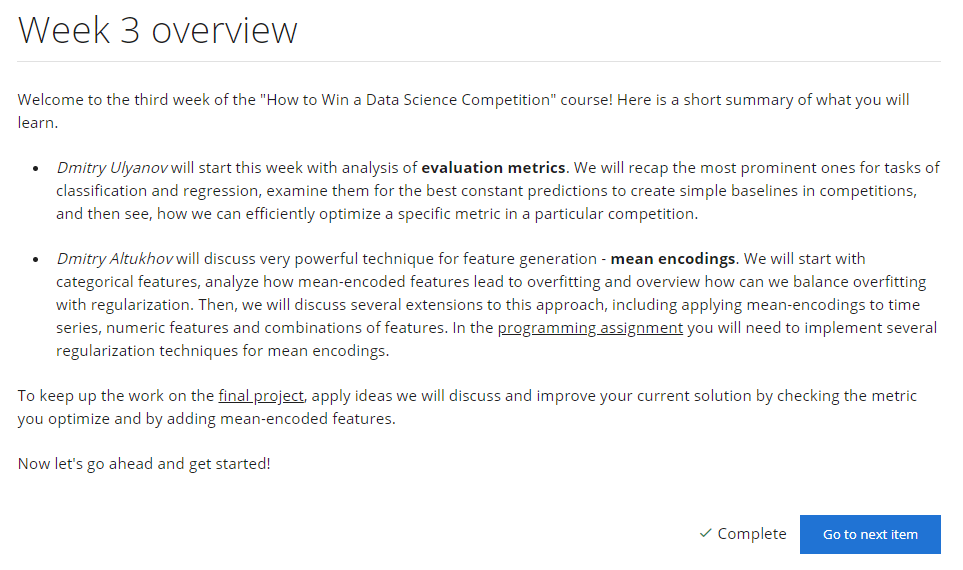 Week 3 overview
Welcome to the third week of the "How to Win a Data Science Competition" course! Here is a short summary of what you will
learn.
• Dmitry Ulyanov will start this week with analysis of evaluation metrics. We will recap the most prominent ones for tasks of
classification and regression, examine them for the best constant predictions to create simple baselines in competitions,
and then see, how we can efficiently optimize a specific metric in a particular competition.
• Dmitry Altukhov will discuss very powerful technique for feature generation - mean encodings. We will start with
categorical features, analyze how mean-encoded features lead to overfitting and overview how can we balance overfitting
with regularization. Then, we will discuss several extensions to this approach, including applying mean-encodings to time
series, numeric features and combinations of features. In the programming assignment you will need to implement several
regularization techniques for mean encodings.
To keep up the work on the final project, apply ideas we will discuss and improve your current solution by checking the metric
you optimize and by adding mean-encoded features.
Now let's go ahead and get started!
✓ Complete
Go to next item